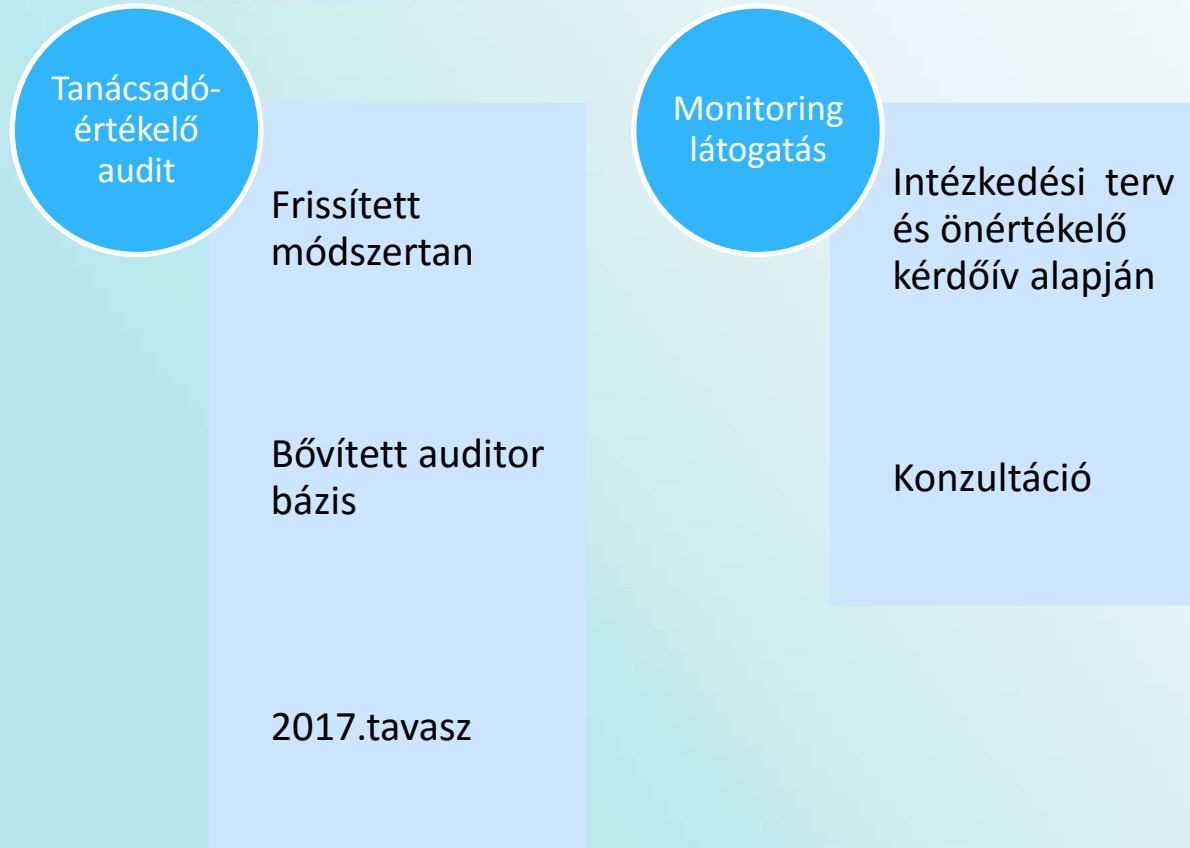 Tanácsadó-
értékelő
audit
Frissített
módszertan
Bővített auditor
bázis
2017.tavasz
Monitoring
látogatás
Intézkedési  terv
és önértékelő
kérdőív alapján
Konzultáció